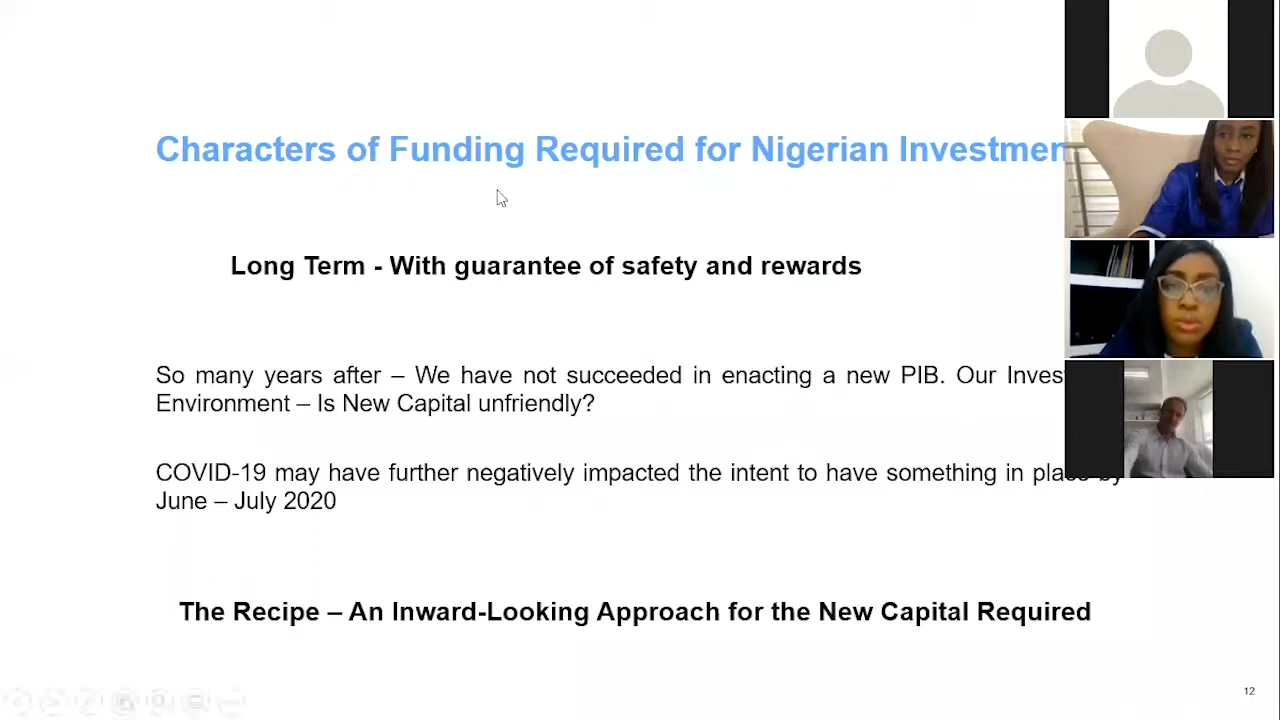 Characters of Funding Required for Nigerian Investmen
Long Term - With guarantee of safety and rewards
So many years after – We have not succeeded in enacting a new PIB. Our Inves
Environment – Is New Capital unfriendly?
COVID-19 may have further negatively impacted the intent to have something in place by
June – July 2020
The Recipe – An Inward-Looking Approach for the New Capital Required
12